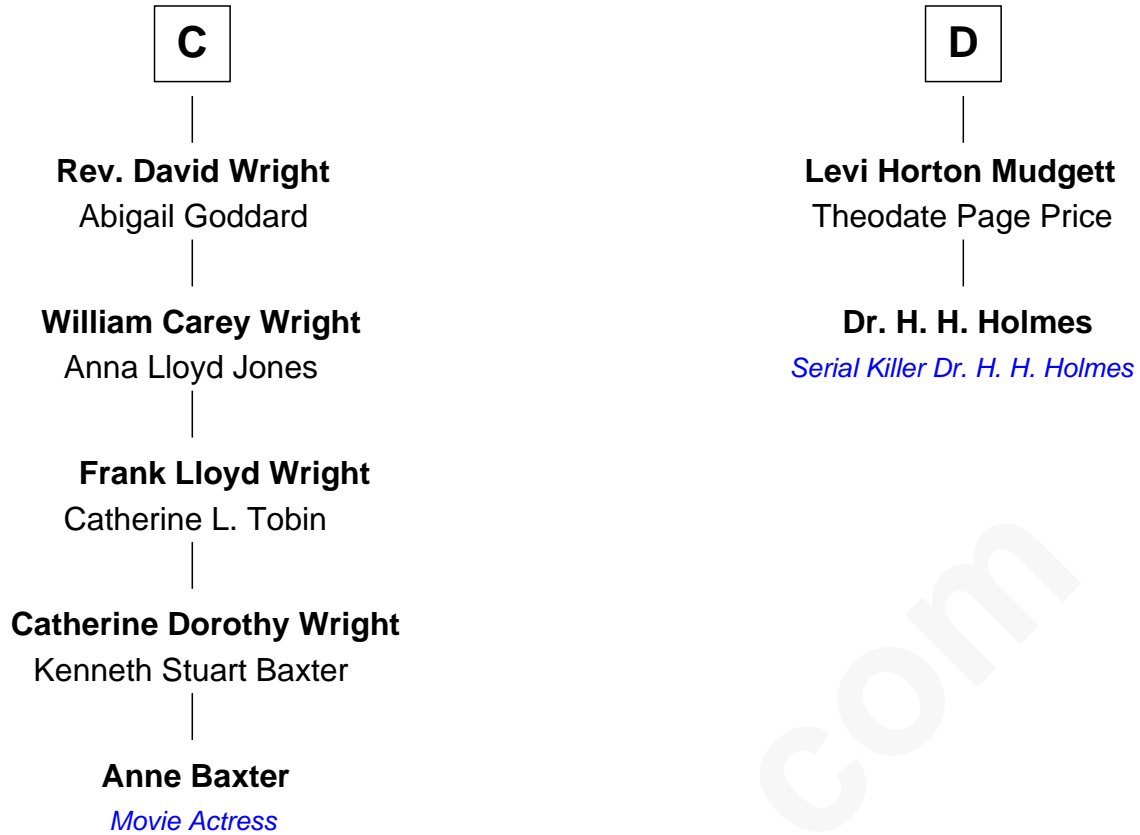 C
Rev. David Wright
Abigail Goddard
William Carey Wright
Anna Lloyd Jones
Frank Lloyd Wright
Catherine L. Tobin
Catherine Dorothy Wright
Kenneth Stuart Baxter
Anne Baxter
Movie Actress
D
Levi Horton Mudgett
Theodate Page Price
Dr. H. H. Holmes
Serial Killer Dr. H. H. Holmes
com